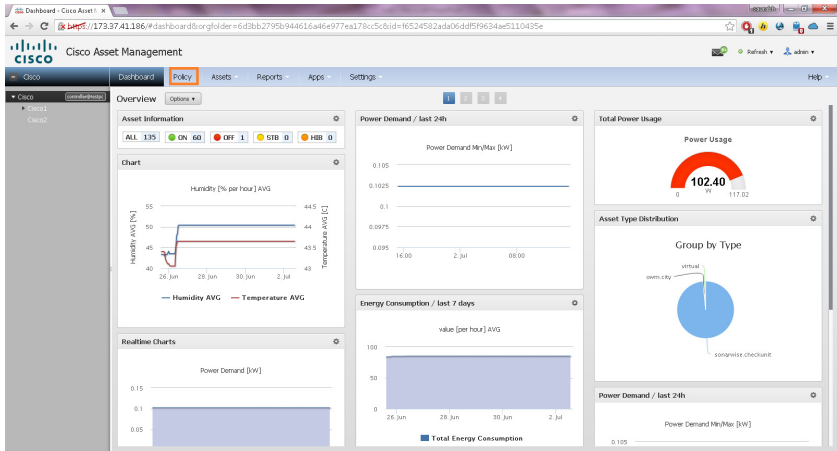 Dashboard - Cisco Asset M
https://173.37.41.186/#dashboard&orgfolder=6d3bb2795b944616a46e977ea178cc5c&cid=f6524582ada06ddf5f9634ae5110435e
CISCO Cisco Asset Management
Refresh admin
Cisco Dashboard Policy Assets Reports Apps Settings Help
Cisco
Cisco1
Cisco2
Overview Options 1 2 3 4
Asset Information
ALL 135 ON 60 OFF 1 STB 0 HIB 0
Chart
Humidity [% per hour] AVG
Humidity AVG [%]
55
50
45
40
Temperature AVG [C]
44.5
44
43.5
43
26. Jun 28. Jun 30. Jun 2. Jul
Humidity AVG Temperature AVG
Realtime Charts
Power Demand [kW]
0.15
0.1
0.05
Power Demand / last 24h
Power Demand Min/Max [kW]
0.105
0.1025
0.1
0.0975
0.095
16:00 2. Jul 08:00
Energy Consumption / last 7 days
value [per hour] AVG
100
50
0
26. Jun 28. Jun 30. Jun 2. Jul
Total Energy Consumption
Total Power Usage
Power Usage
102.40
W
0 117.02
Asset Type Distribution
Group by Type
virtual
owm.city
sonarwise.checkunit
Power Demand / last 24h
Power Demand Min/Max [kW]
0.105